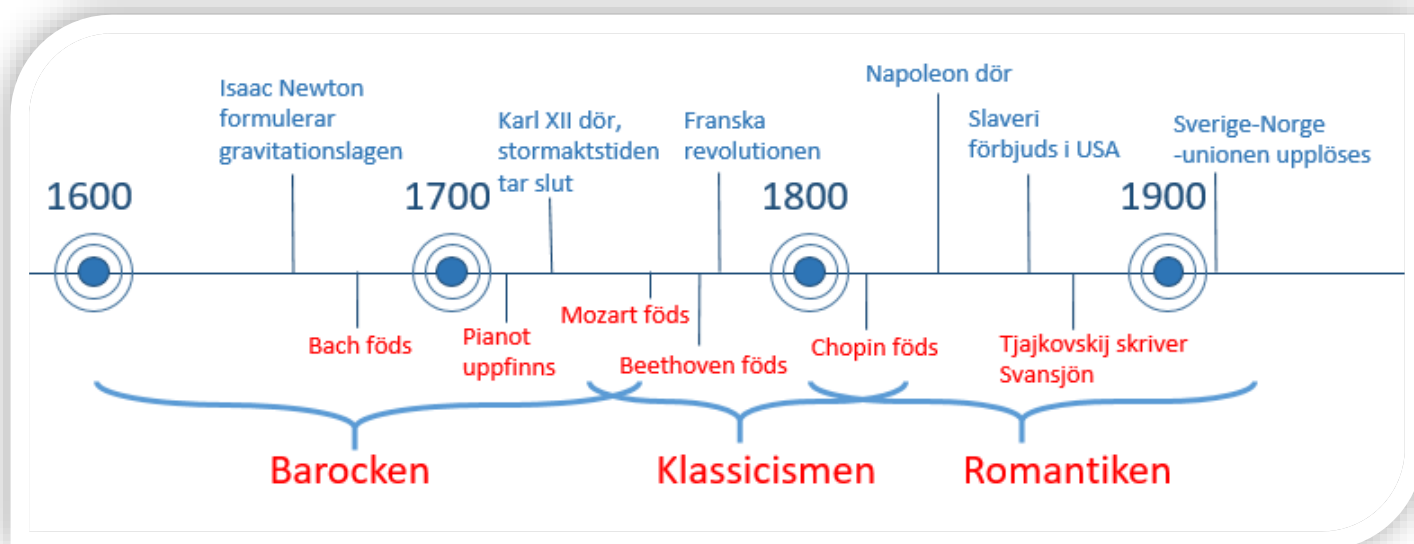 Isaac Newton
formulerar
gravitationslagen
Karl XII dör,
stormaktstiden
tar slut
Franska
revolutionen
Napoleon dör
Slaveri
förbjuds i USA
Sverige-Norge
-unionen upplöses
1600
1700
1800
1900
Bach föds
Pianot
uppfinns
Mozart föds
Beethoven föds
Chopin föds
Tjajkovskij skriver
Svansjön
Barocken
Klassicismen
Romantiken